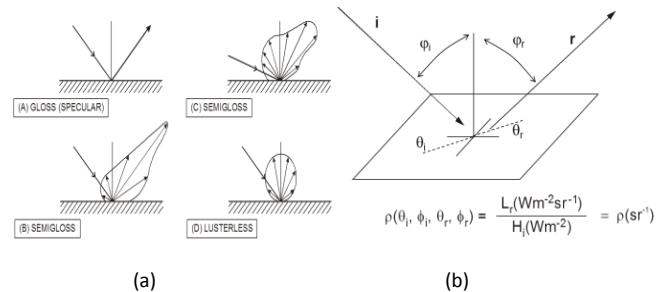 (A) GLOSS (SPECULAR)
(C) SEMIGLOSS
(B) SEMIGLOSS
(D) LUSTERLESS
(a)
i
φi
φr
r
θi
θr
ρ(θi, ϕi, θr, ϕr) = Lr(Wm-2sr-1) / Hi(Wm-2) = ρ(sr-1)
(b)